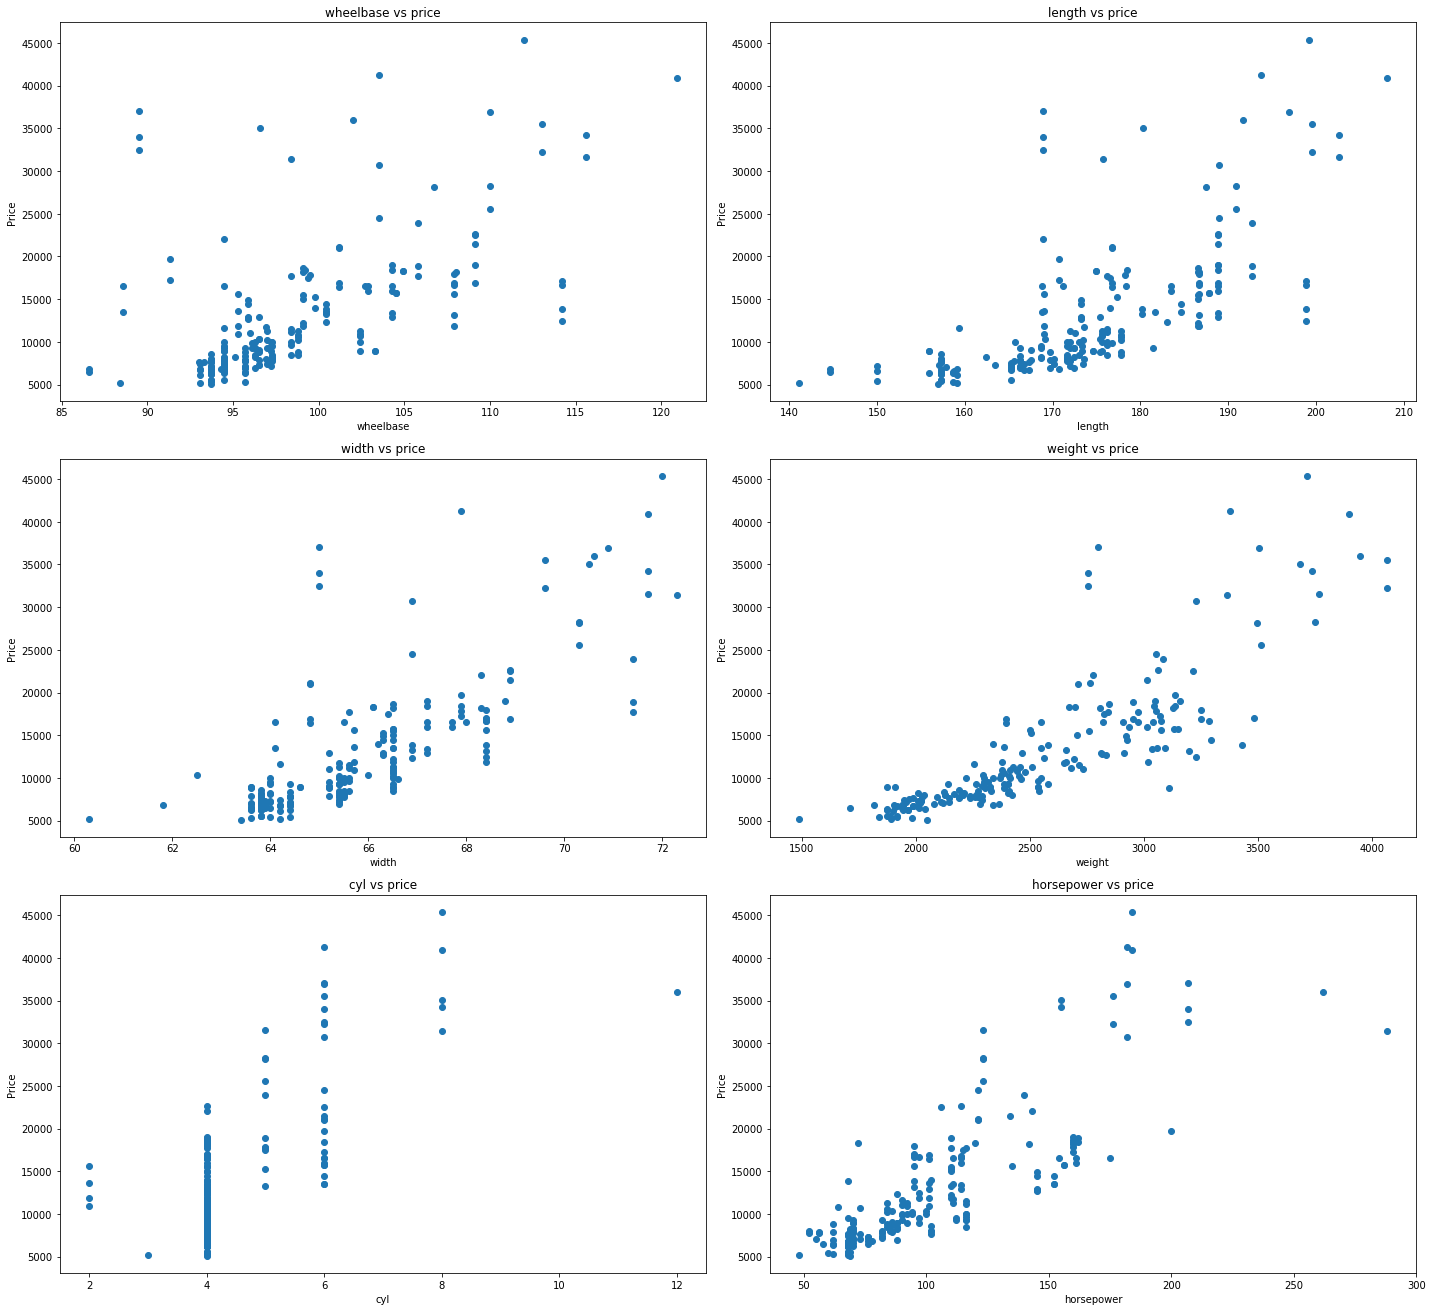 wheelbase vs price
45000
40000
35000
30000
25000
20000
15000
10000
5000
Price
85 90 95 100 105 110 115 120
wheelbase
length vs price
45000
40000
35000
30000
25000
20000
15000
10000
5000
Price
140 150 160 170 180 190 200 210
length
width vs price
45000
40000
35000
30000
25000
20000
15000
10000
5000
Price
60 62 64 66 68 70 72
width
weight vs price
45000
40000
35000
30000
25000
20000
15000
10000
5000
Price
1500 2000 2500 3000 3500 4000
weight
cyl vs price
45000
40000
35000
30000
25000
20000
15000
10000
5000
Price
2 4 6 8 10 12
cyl
horsepower vs price
45000
40000
35000
30000
25000
20000
15000
10000
5000
Price
50 100 150 200 250 300
horsepower